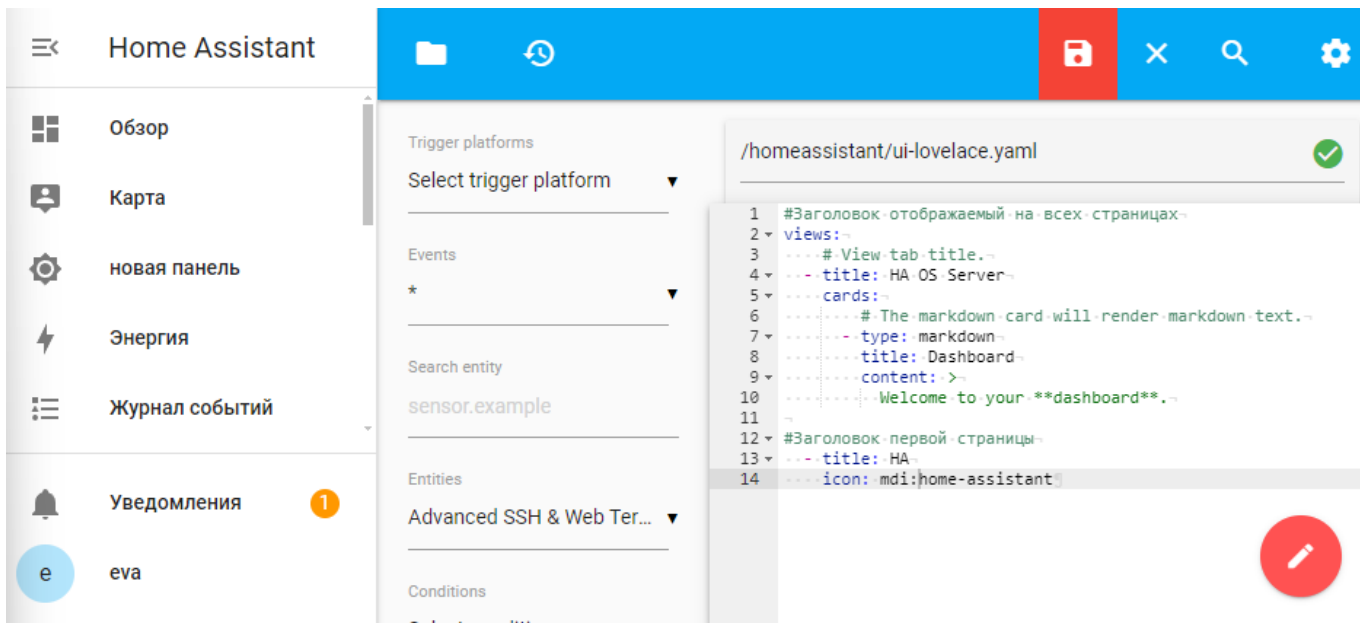 Home Assistant
Обзор
Карта
новая панель
Энергия
Журнал событий
Уведомления
1
e
eva
Trigger platforms
Select trigger platform
Events
*
Search entity
sensor.example
Entities
Advanced SSH & Web Ter...
Conditions
/homeassistant/ui-lovelace.yaml
1 #Заголовок отображаемый на всех страницах
2 views:
3 # View tab title.
4 - title: HA OS Server
5 cards:
6 # The markdown card will render markdown text.
7 - type: markdown
8 title: Dashboard
9 content: >
10 Welcome to your **dashboard**.
11
12 #Заголовок первой страницы
13 - title: HA
14 icon: mdi:home-assistant